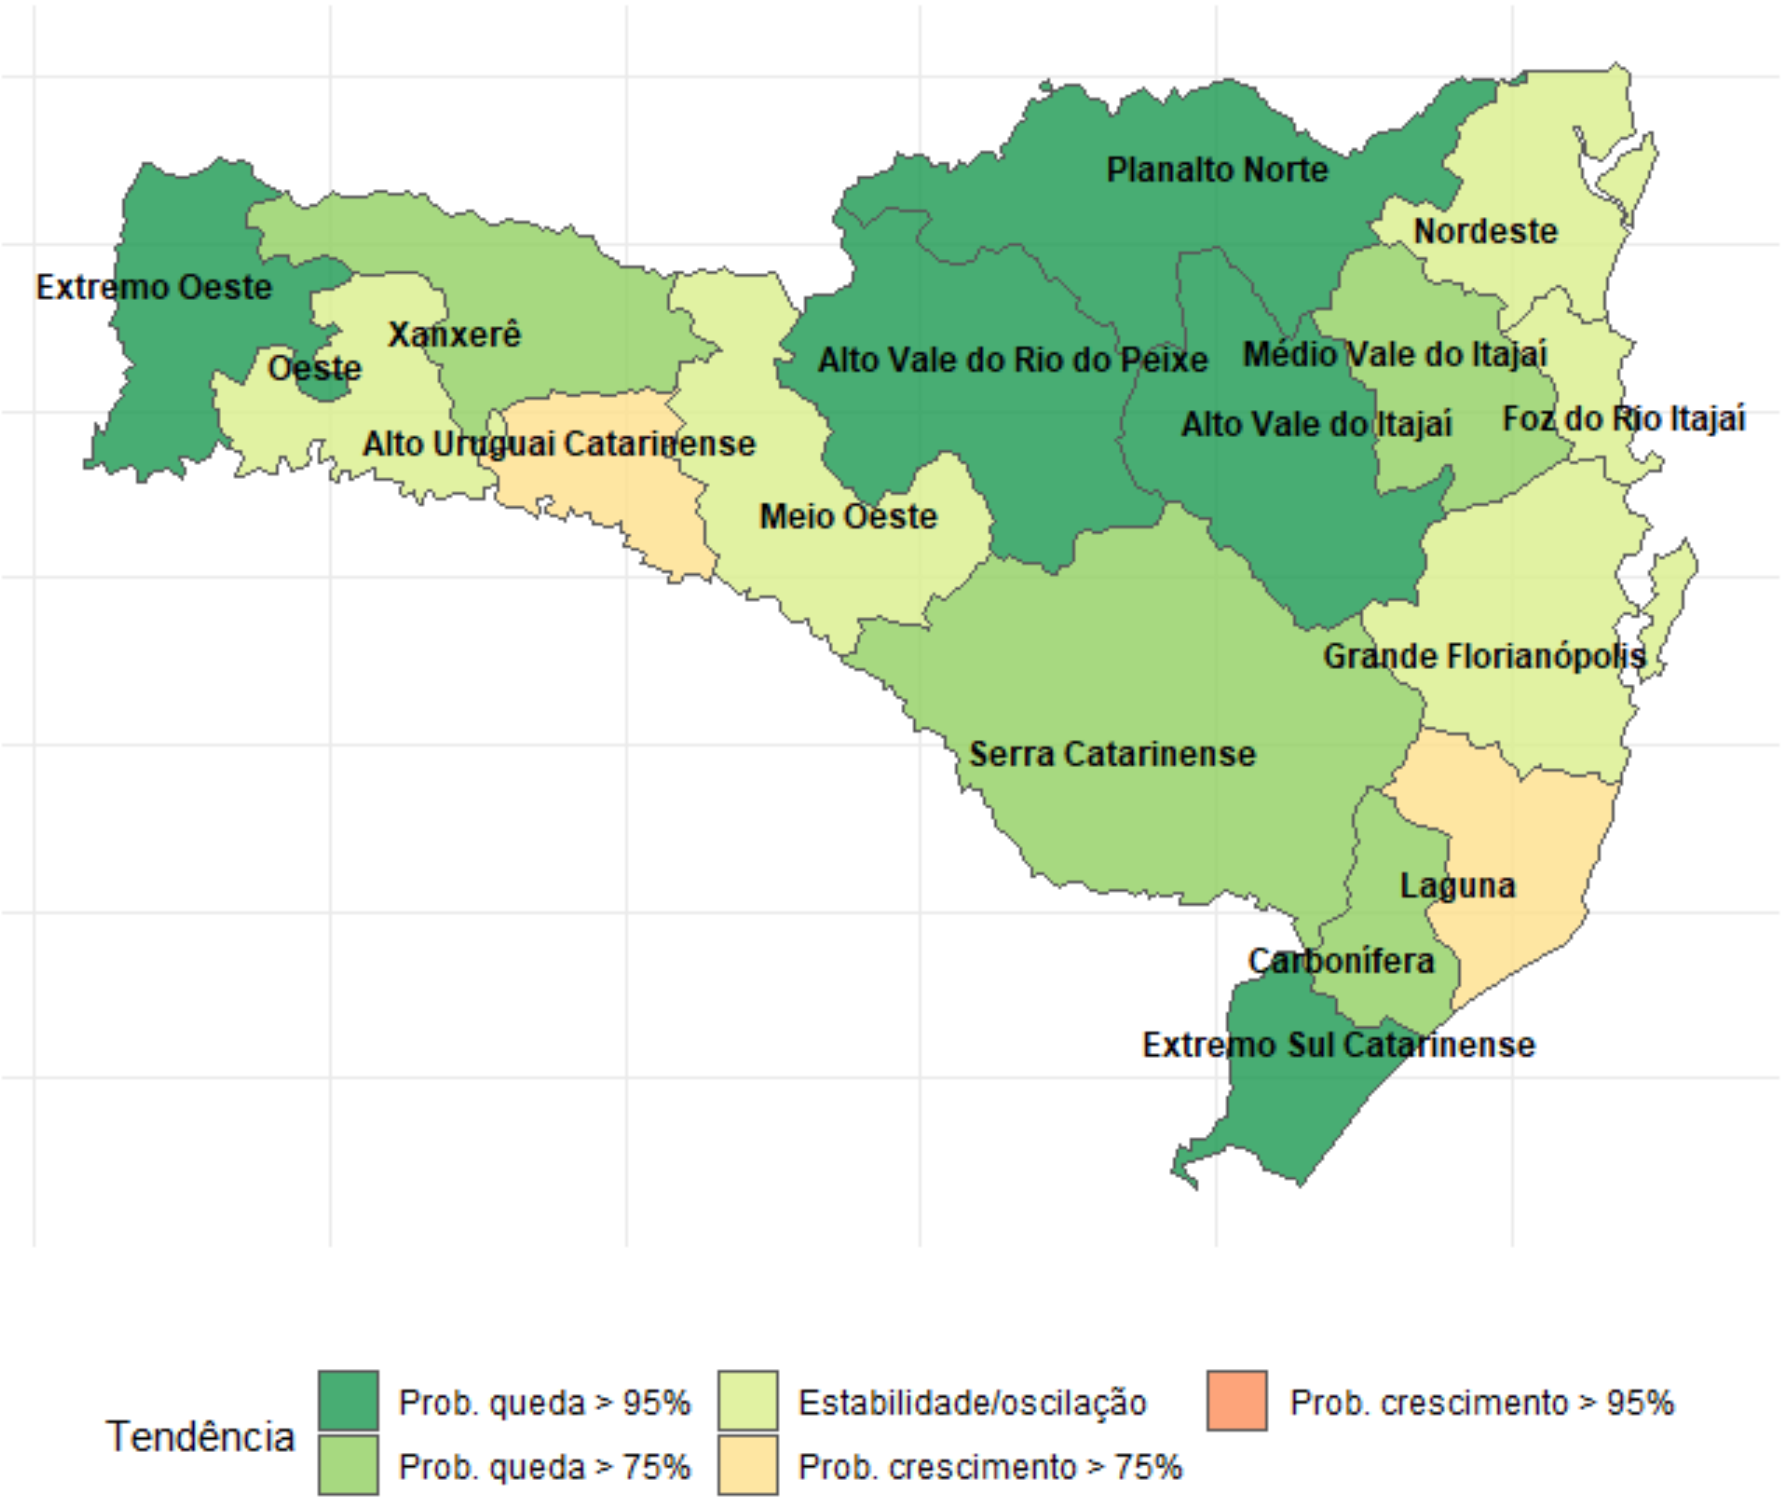 Planalto Norte
Nordeste
Extremo Oeste
Xanxerê
Oeste
Alto Vale do Rio do Peixe
Médio Vale do Itajaí
Alto Vale do Itajaí
Foz do Rio Itajaí
Alto Uruguai Catarinense
Meio Oeste
Grande Florianópolis
Serra Catarinense
Laguna
Carbonífera
Extremo Sul Catarinense
Tendência
Prob. queda > 95%
Prob. queda > 75%
Estabilidade/oscilação
Prob. crescimento > 75%
Prob. crescimento > 95%